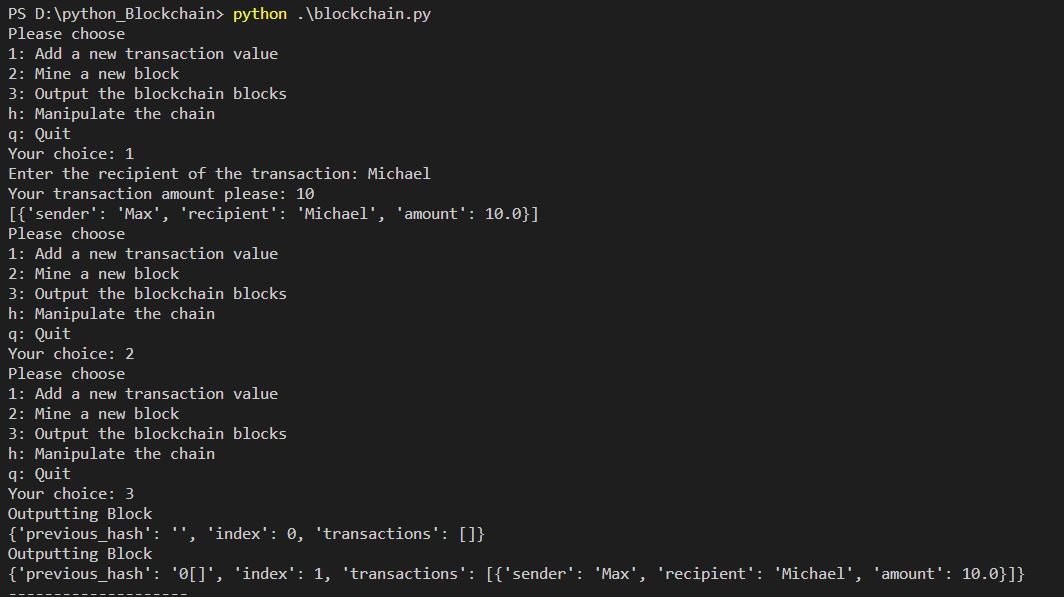 PS D:\python_Blockchain> python .\blockchain.py
Please choose
1: Add a new transaction value
2: Mine a new block
3: Output the blockchain blocks
h: Manipulate the chain
q: Quit
Your choice: 1
Enter the recipient of the transaction: Michael
Your transaction amount please: 10
[{'sender': 'Max', 'recipient': 'Michael', 'amount': 10.0}]
Please choose
1: Add a new transaction value
2: Mine a new block
3: Output the blockchain blocks
h: Manipulate the chain
q: Quit
Your choice: 2
Please choose
1: Add a new transaction value
2: Mine a new block
3: Output the blockchain blocks
h: Manipulate the chain
q: Quit
Your choice: 3
Outputting Block
{'previous_hash': '', 'index': 0, 'transactions': []}
Outputting Block
{'previous_hash': '0[]', 'index': 1, 'transactions': [{'sender': 'Max', 'recipient': 'Michael', 'amount': 10.0}]}
--------------------